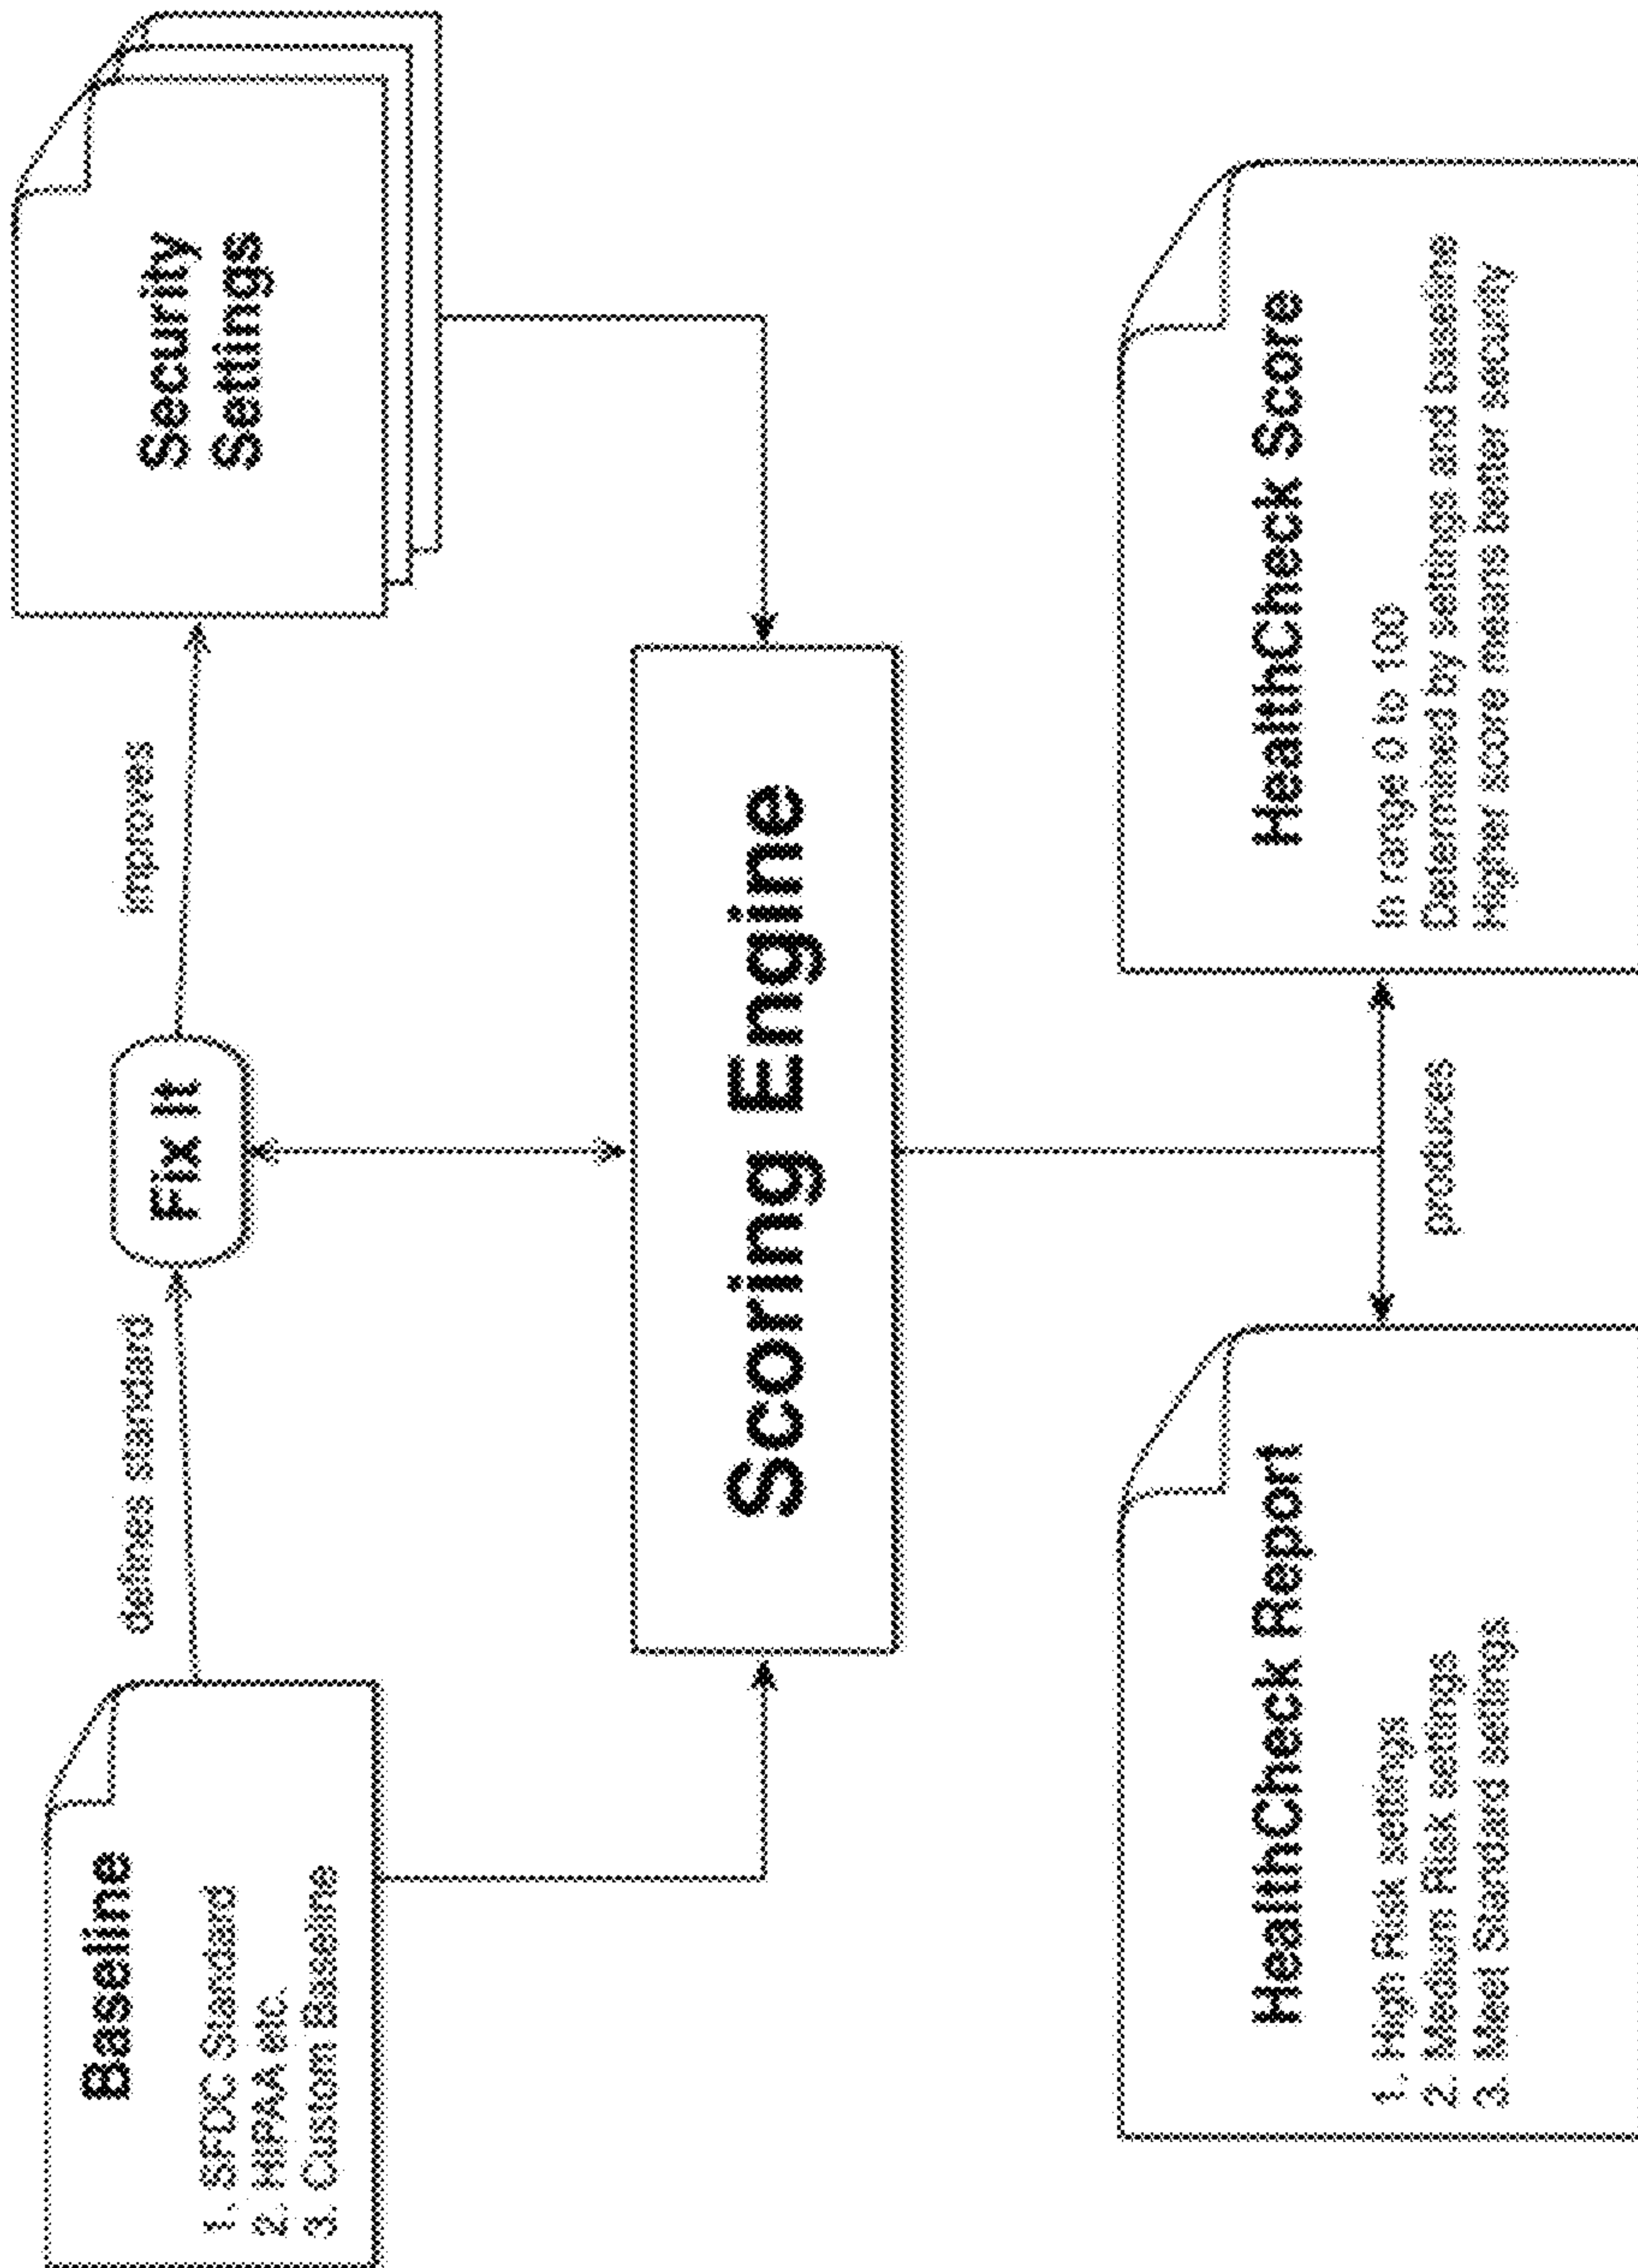 Baseline
1. SFDC Standard
2. HIPAA etc.
3. Custom Baseline
defines standard
Fix It
improves
Security
Settings
Scoring Engine
produces
HealthCheck Report
1. High Risk settings
2. Medium Risk settings
3. Meet Standard settings
HealthCheck Score
In range 0 to 100
Determined by settings and baseline
Higher score means better security